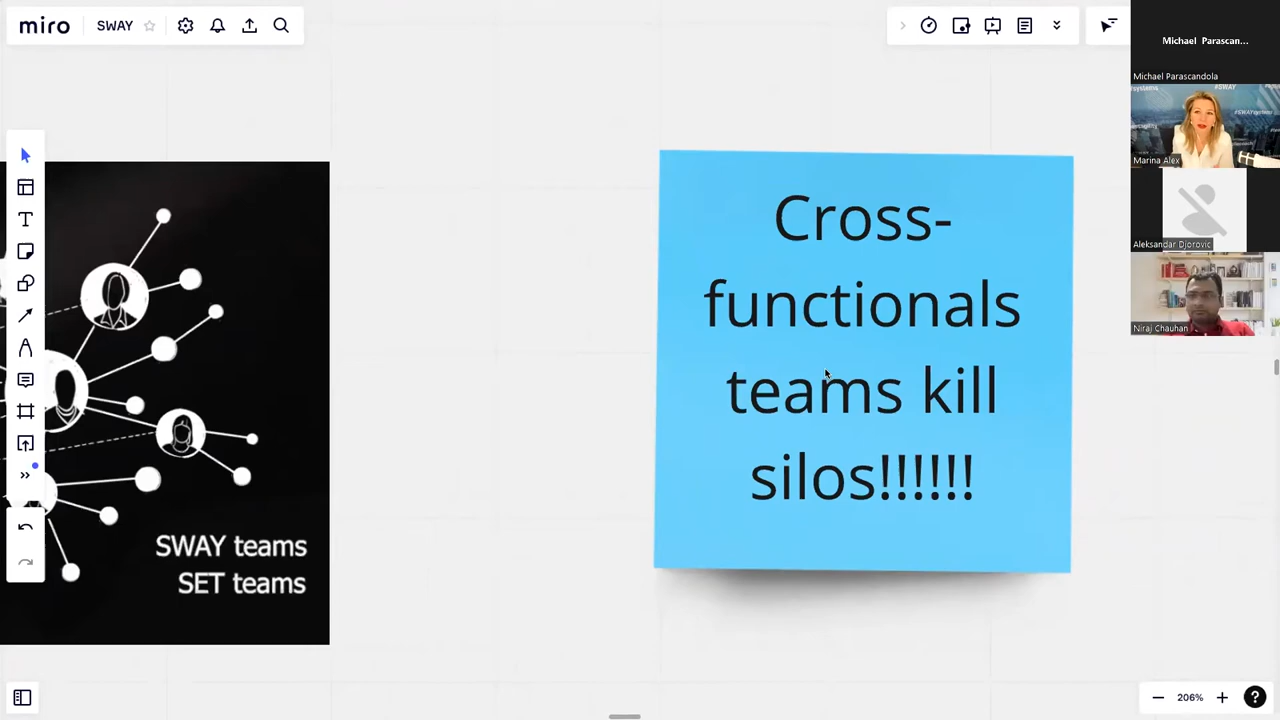 miro
SWAY
Michael Parascan...
Michael Parascandola
#SWAY
Marina Alex
Aleksandar Djorovic
Niraj Chauhan
Cross-
functionals
teams kill
silos!!!!!!
SWAY teams
SET teams
206%
?